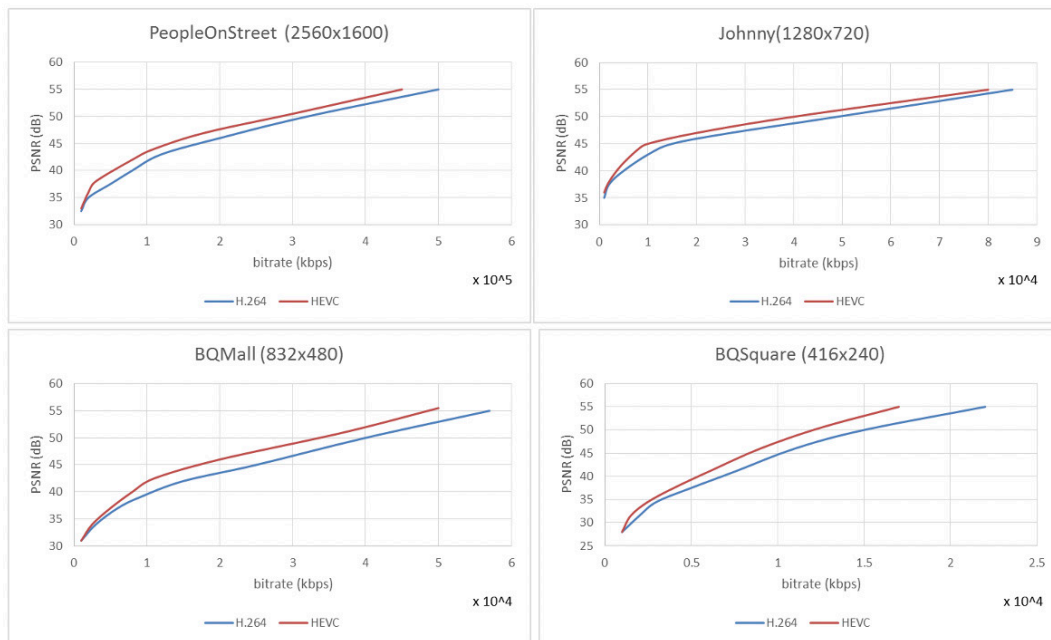 PeopleOnStreet (2560x1600)
PSNR (dB)
60
55
50
45
40
35
30
0 1 2 3 4 5 6
bitrate (kbps)
x 10^5
H.264 HEVC
Johnny(1280x720)
PSNR (dB)
60
55
50
45
40
35
30
0 1 2 3 4 5 6 7 8 9
bitrate (kbps)
x 10^4
H.264 HEVC
BQMall (832x480)
PSNR (dB)
60
55
50
45
40
35
30
0 1 2 3 4 5 6
bitrate (kbps)
x 10^4
H.264 HEVC
BQSquare (416x240)
PSNR (dB)
60
55
50
45
40
35
30
25
0 0.5 1 1.5 2 2.5
bitrate (kbps)
x 10^4
H.264 HEVC